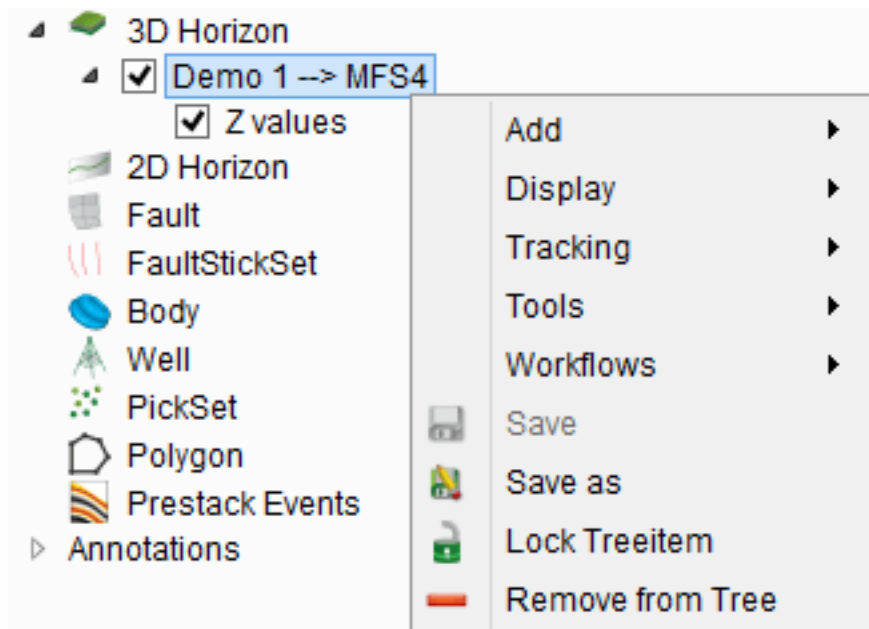 3D Horizon
Demo 1 --> MFS4
Z values
2D Horizon
Fault
FaultStickSet
Body
Well
PickSet
Polygon
Prestack Events
Annotations
Add
Display
Tracking
Tools
Workflows
Save
Save as
Lock Treeitem
Remove from Tree